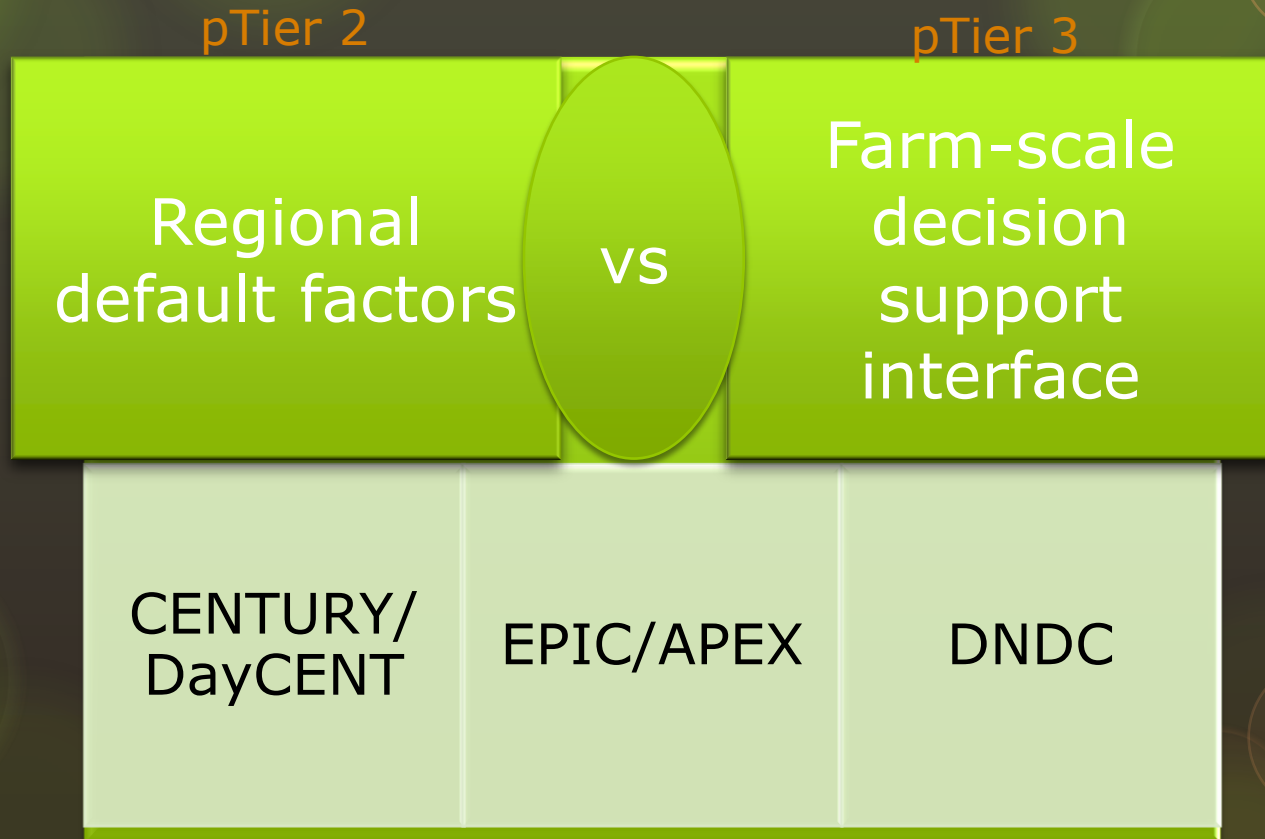 pTier 2
pTier 3
Regional
default factors
vs
Farm-scale
decision
support
interface
CENTURY/
DayCENT
EPIC/APEX
DNDC